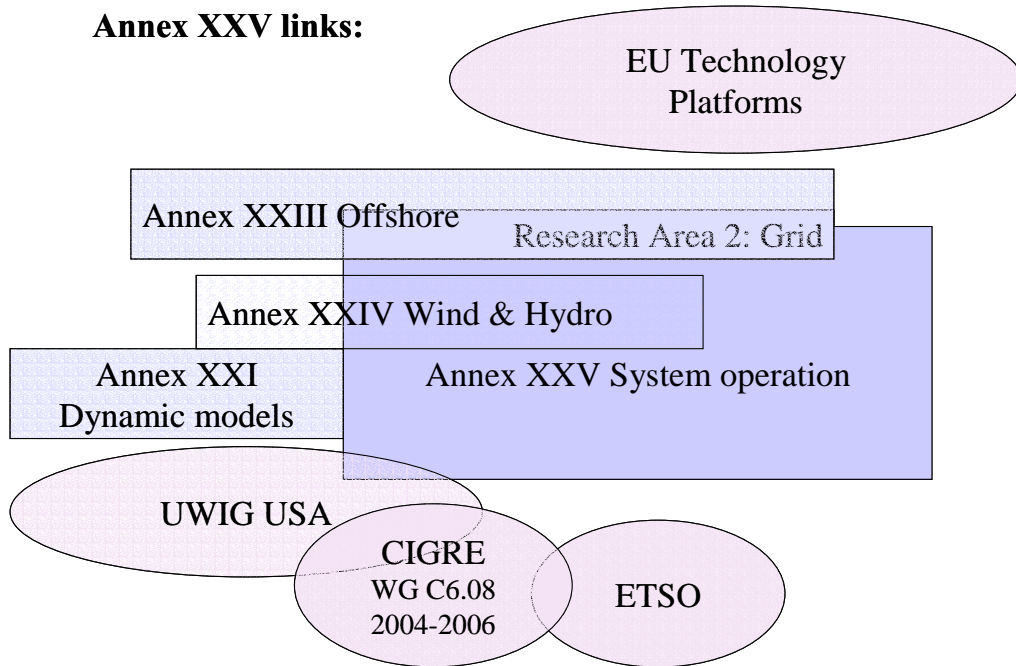 Annex XXV links:
EU Technology
Platforms
Annex XXIII Offshore
Research Area 2: Grid
Annex XXIV Wind & Hydro
Annex XXI
Dynamic models
Annex XXV System operation
UWIG USA
CIGRE
WG C6.08
2004-2006
ETSO